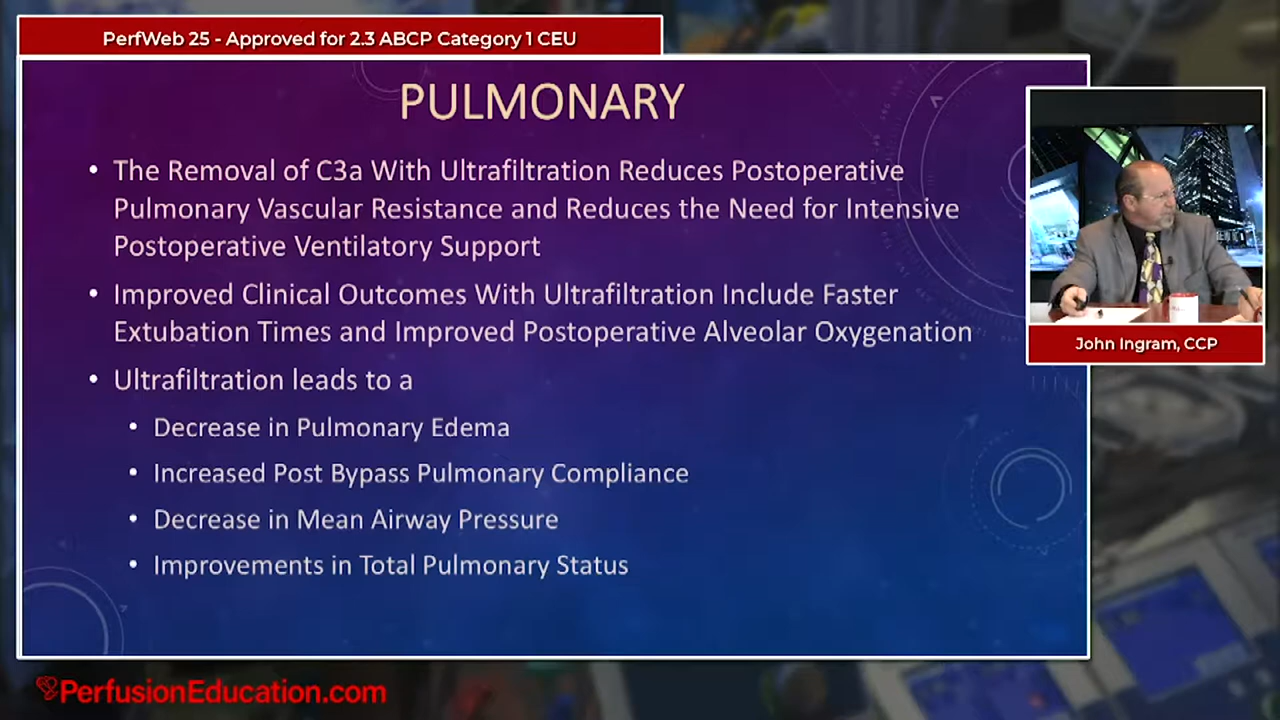 PerfWeb 25 - Approved for 2.3 ABCP Category 1 CEU
PULMONARY
• The Removal of C3a With Ultrafiltration Reduces Postoperative
Pulmonary Vascular Resistance and Reduces the Need for Intensive
Postoperative Ventilatory Support
• Improved Clinical Outcomes With Ultrafiltration Include Faster
Extubation Times and Improved Postoperative Alveolar Oxygenation
• Ultrafiltration leads to a
• Decrease in Pulmonary Edema
• Increased Post Bypass Pulmonary Compliance
• Decrease in Mean Airway Pressure
• Improvements in Total Pulmonary Status
John Ingram, CCP
PerfusionEducation.com